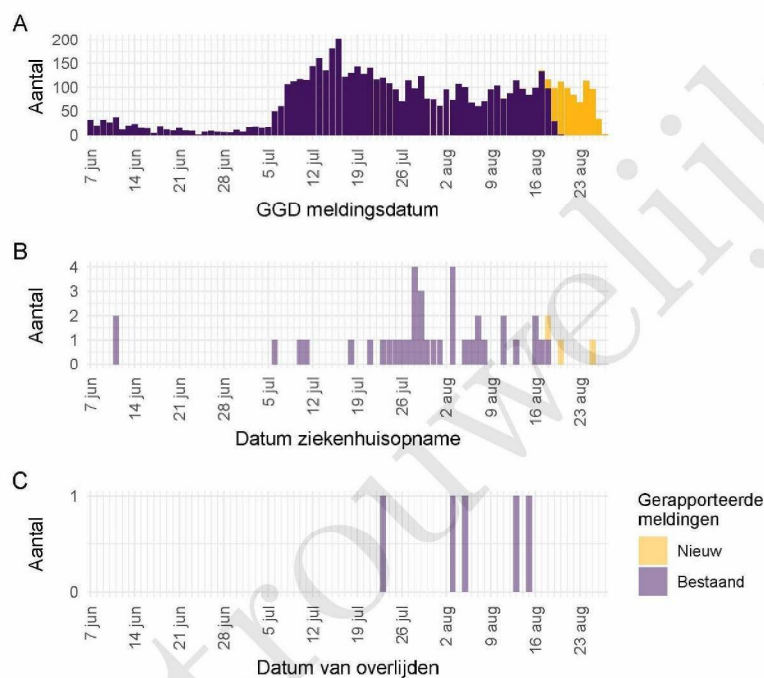 A
Aantal
200
150
100
50
0
7 jun
14 jun
21 jun
28 jun
5 jul
12 jul
19 jul
26 jul
2 aug
9 aug
16 aug
23 aug
GGD meldingsdatum
B
Aantal
4
3
2
1
0
7 jun
14 jun
21 jun
28 jun
5 jul
12 jul
19 jul
26 jul
2 aug
9 aug
16 aug
23 aug
Datum ziekenhuisopname
C
Aantal
1
0
7 jun
14 jun
21 jun
28 jun
5 jul
12 jul
19 jul
26 jul
2 aug
9 aug
16 aug
23 aug
Datum van overlijden
Gerapporteerde
meldingen
Nieuw
Bestaand